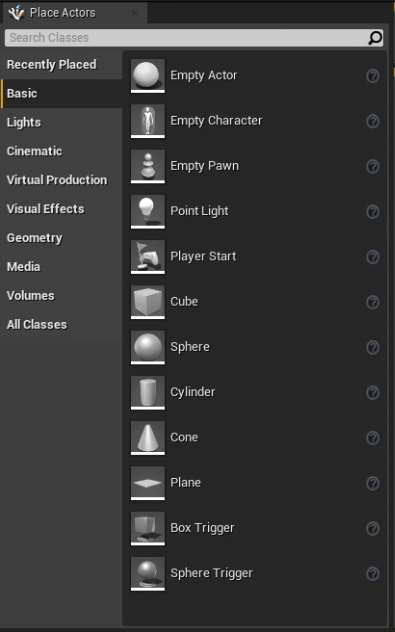 Place Actors
Search Classes
Recently Placed
Basic
Lights
Cinematic
Virtual Production
Visual Effects
Geometry
Media
Volumes
All Classes
Empty Actor
Empty Character
Empty Pawn
Point Light
Player Start
Cube
Sphere
Cylinder
Cone
Plane
Box Trigger
Sphere Trigger